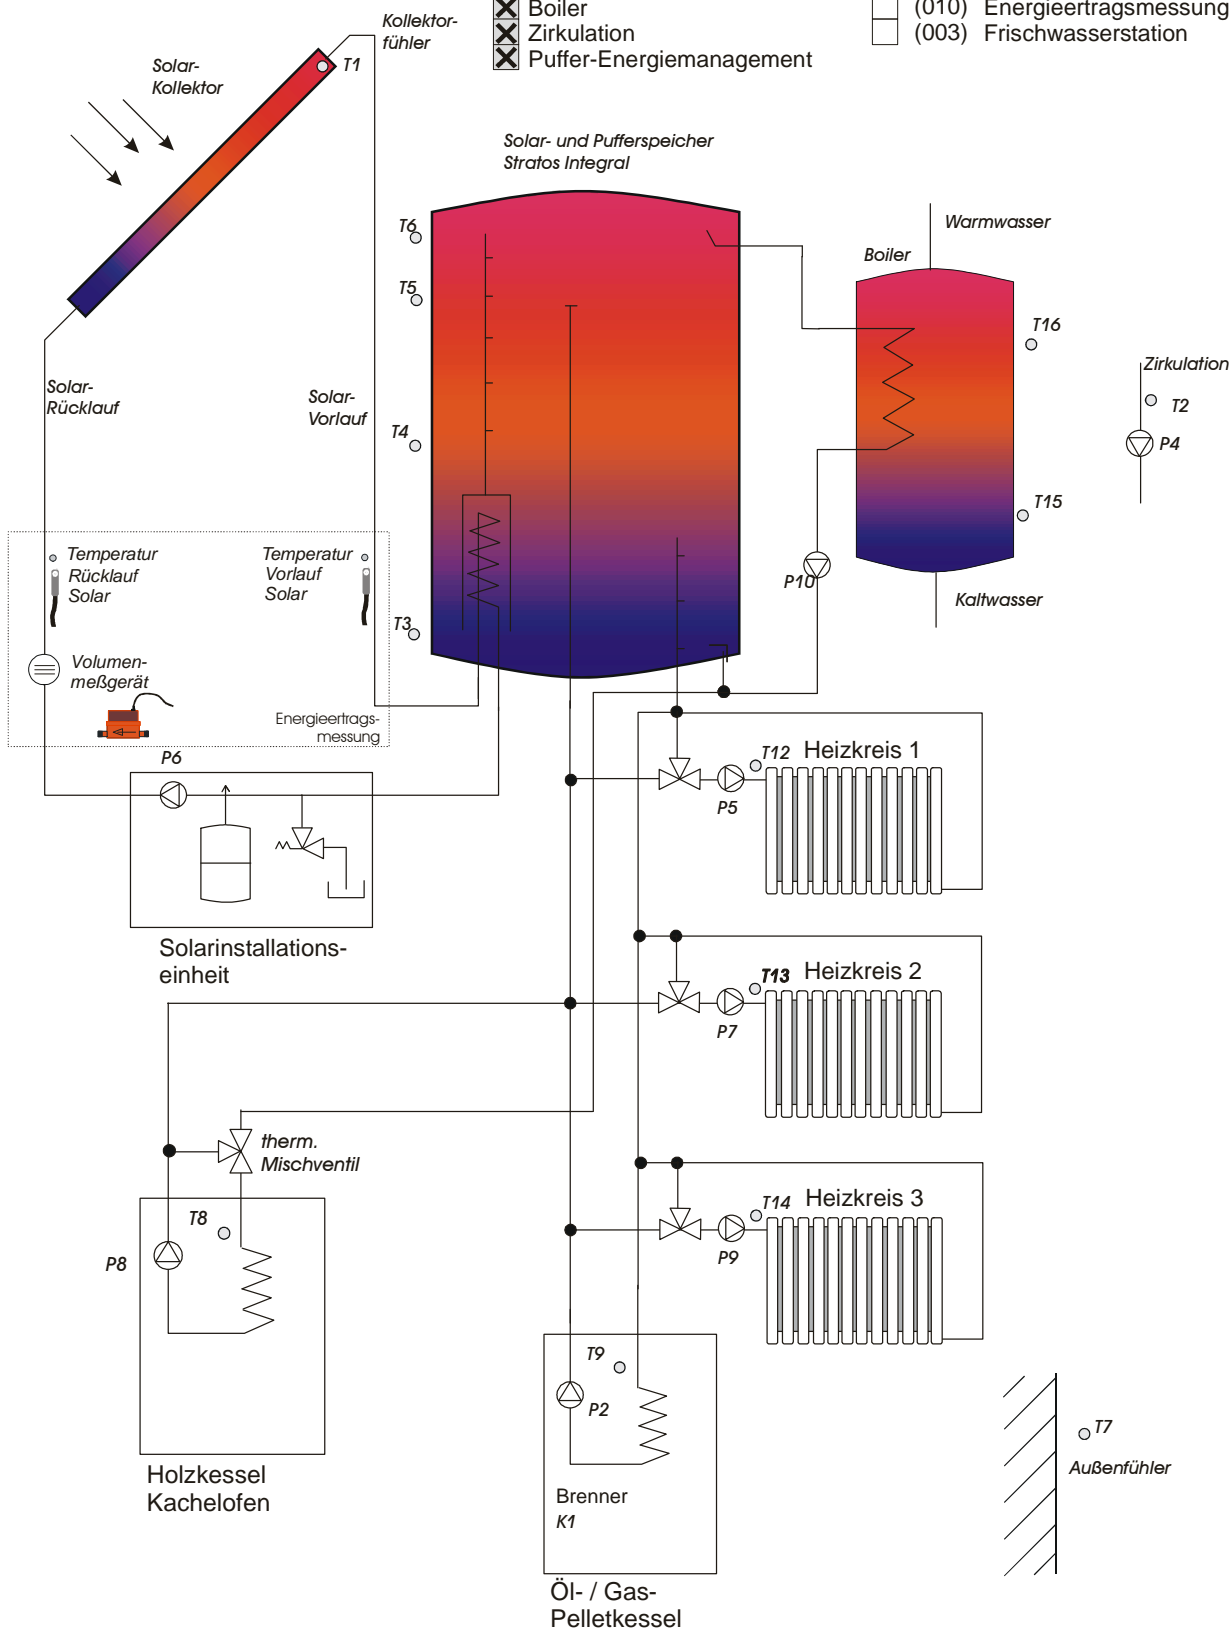 Boiler
Zirkulation
Puffer-Energiemanagement
(010) Energieertragsmessung
(003) Frischwasserstation
Kollektor-
fühler
T1
Solar-
Kollektor
Solar- und Pufferspeicher
Stratos Integral
T6
T5
T4
T3
Warmwasser
Boiler
T16
T15
Kaltwasser
P10
Zirkulation
T2
P4
Solar-
Rücklauf
Solar-
Vorlauf
Temperatur
Rücklauf
Solar
Temperatur
Vorlauf
Solar
Volumen-
meßgerät
Energieertrags-
messung
P6
Solarinstallations-
einheit
T12 Heizkreis 1
P5
T13 Heizkreis 2
P7
T14 Heizkreis 3
P9
therm.
Mischventil
T8
P8
Holzkessel
Kachelofen
T9
P2
Brenner
K1
Öl- / Gas-
Pelletkessel
T7
Außenfühler